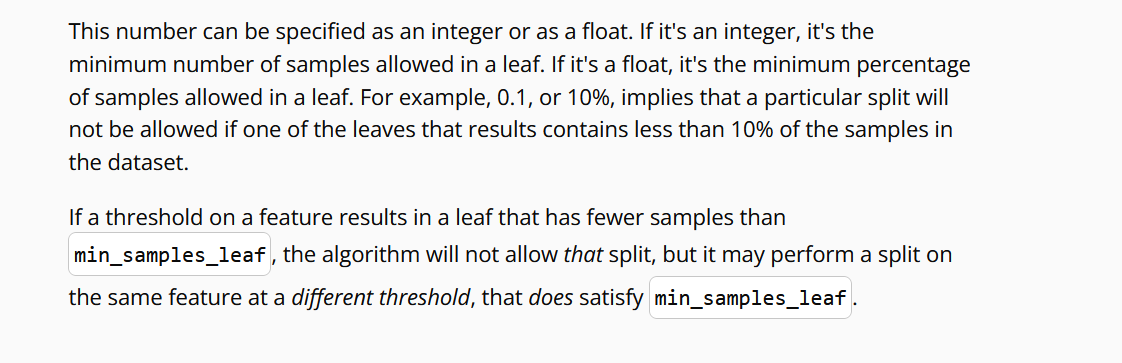 This number can be specified as an integer or as a float. If it's an integer, it's the
minimum number of samples allowed in a leaf. If it's a float, it's the minimum percentage
of samples allowed in a leaf. For example, 0.1, or 10%, implies that a particular split will
not be allowed if one of the leaves that results contains less than 10% of the samples in
the dataset.
If a threshold on a feature results in a leaf that has fewer samples than
min_samples_leaf, the algorithm will not allow that split, but it may perform a split on
the same feature at a different threshold, that does satisfy min_samples_leaf.